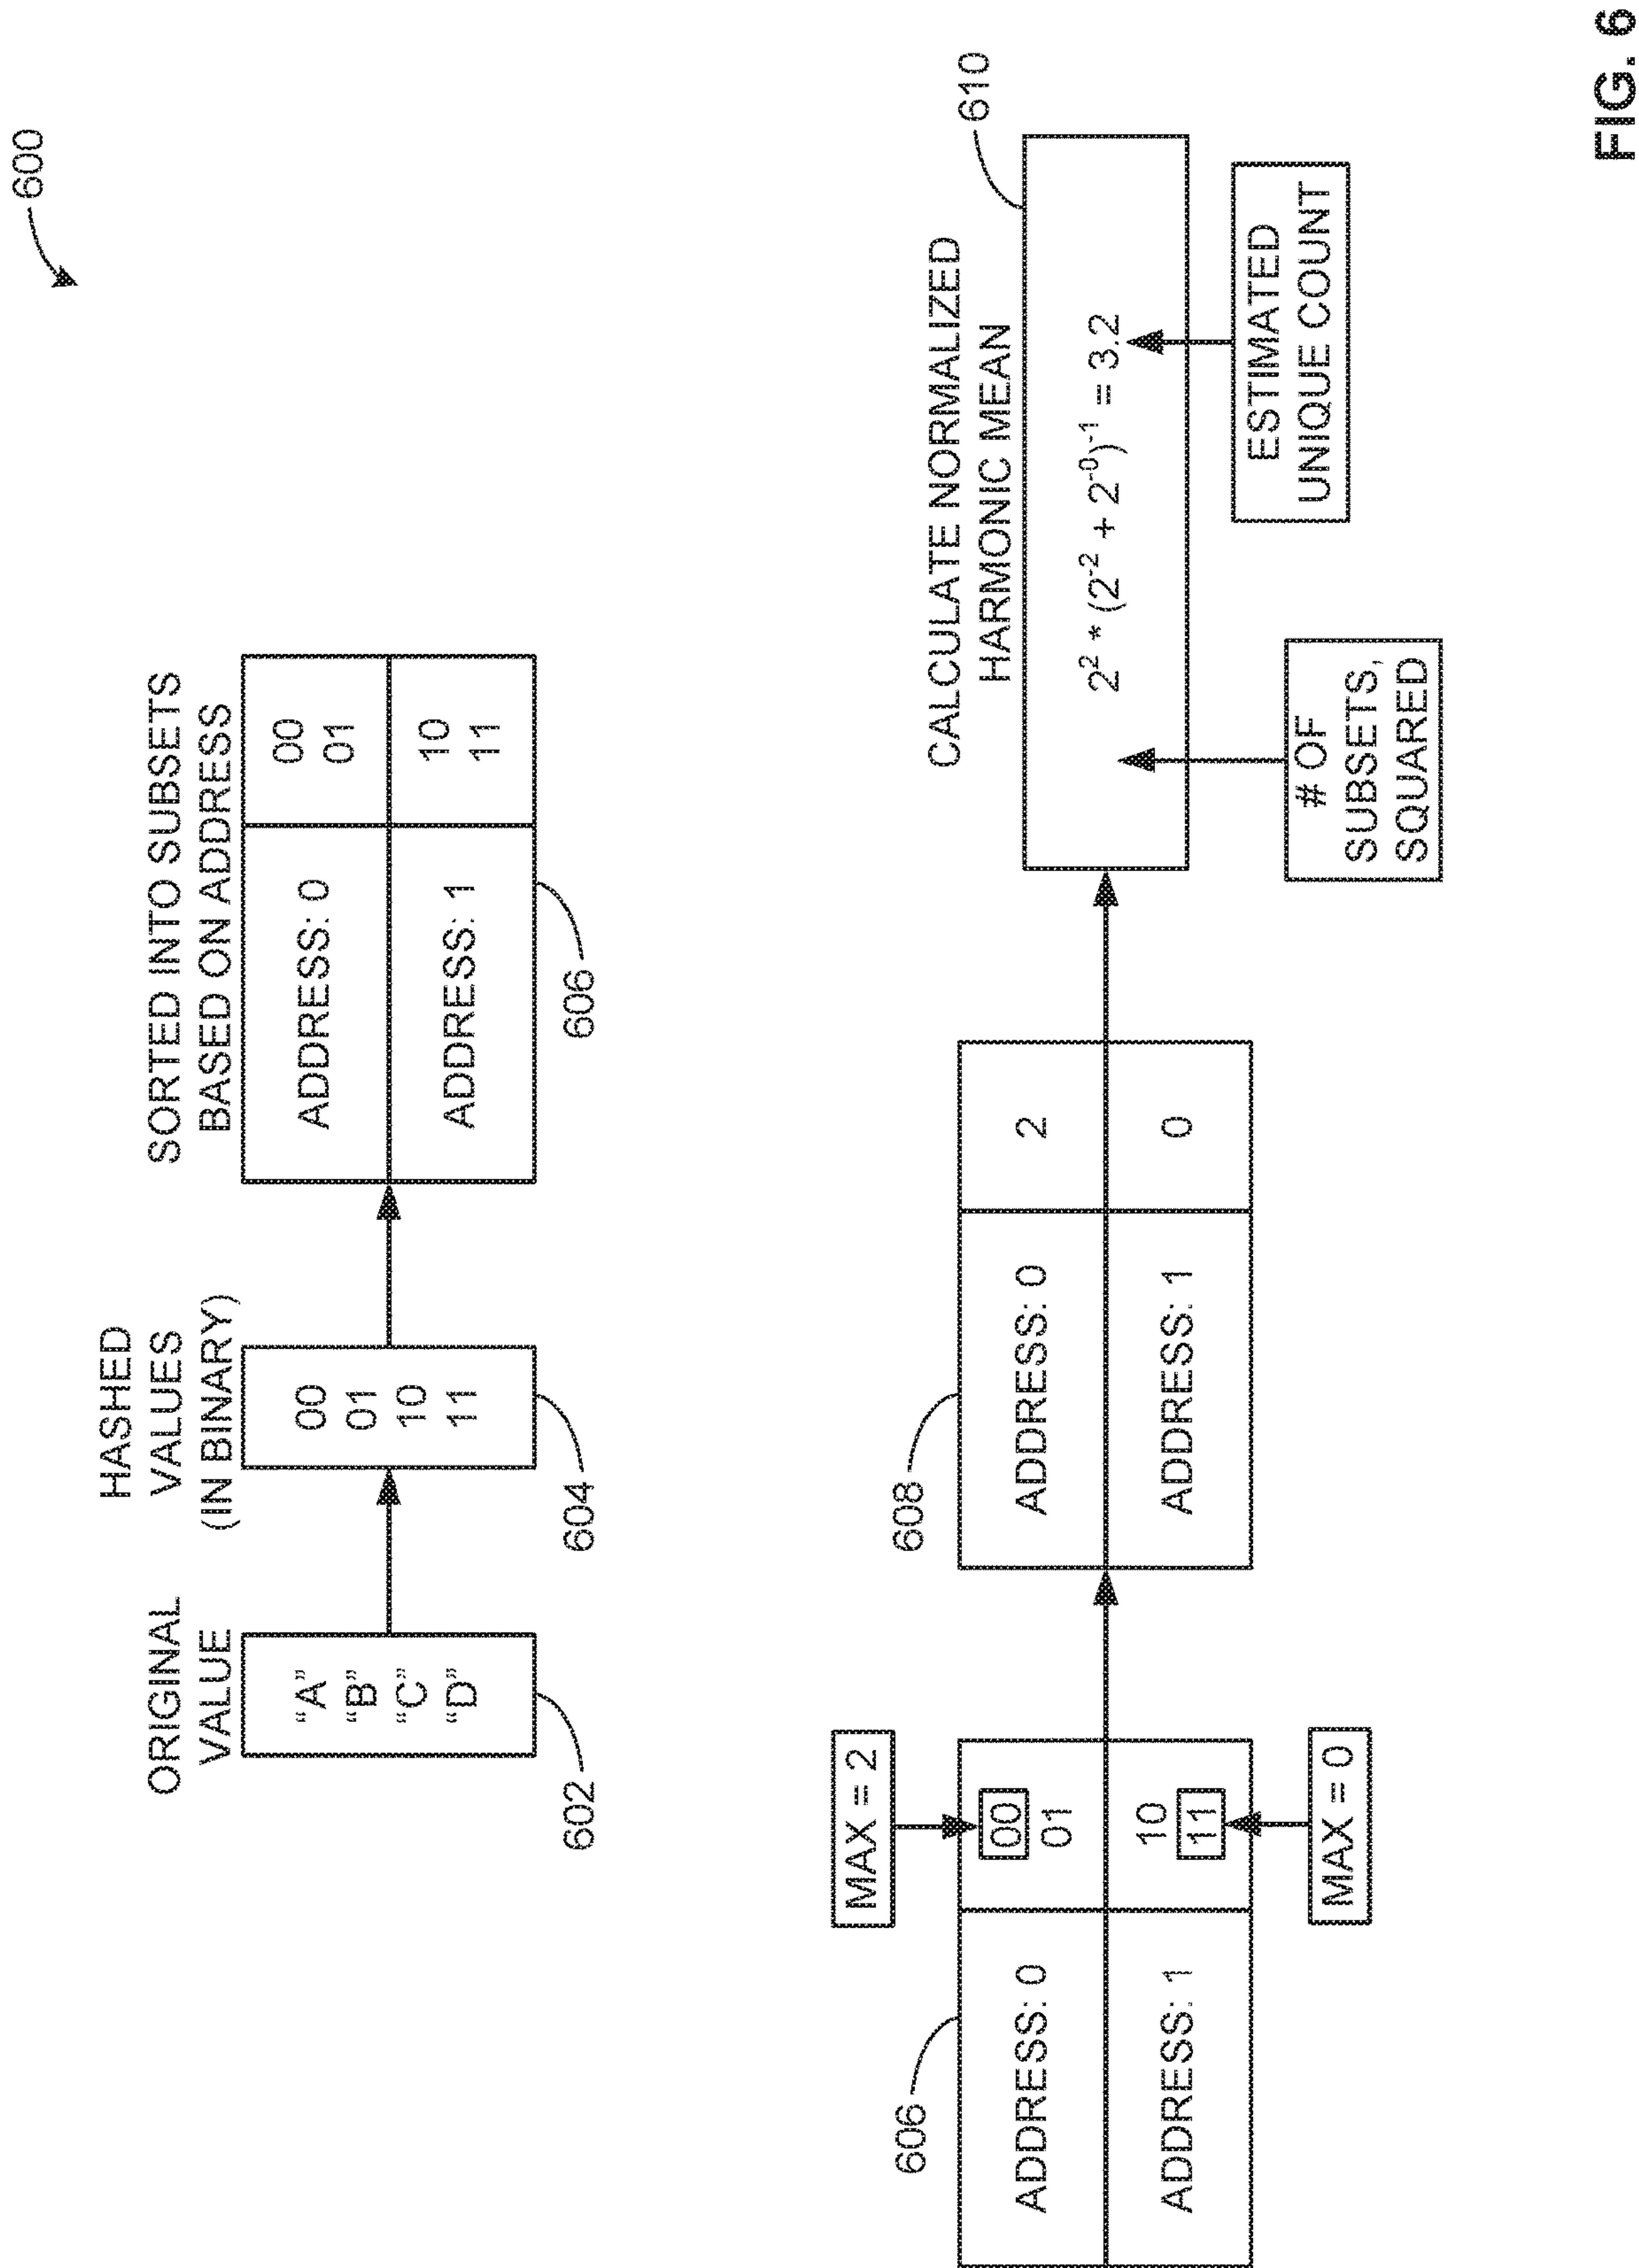 600
ORIGINAL
VALUE
"A"
"B"
"C"
"D"
602
HASHED
VALUES
(IN BINARY)
00
01
10
11
604
SORTED INTO SUBSETS
BASED ON ADDRESS
ADDRESS: 0
00
01
ADDRESS: 1
10
11
606
606
MAX = 2
ADDRESS: 0
00
01
ADDRESS: 1
10
11
MAX = 0
608
ADDRESS: 0
2
ADDRESS: 1
0
CALCULATE NORMALIZED
HARMONIC MEAN
610
2² * (2⁻² + 2⁻⁰)⁻¹ = 3.2
# OF
SUBSETS,
SQUARED
ESTIMATED
UNIQUE COUNT
FIG. 6